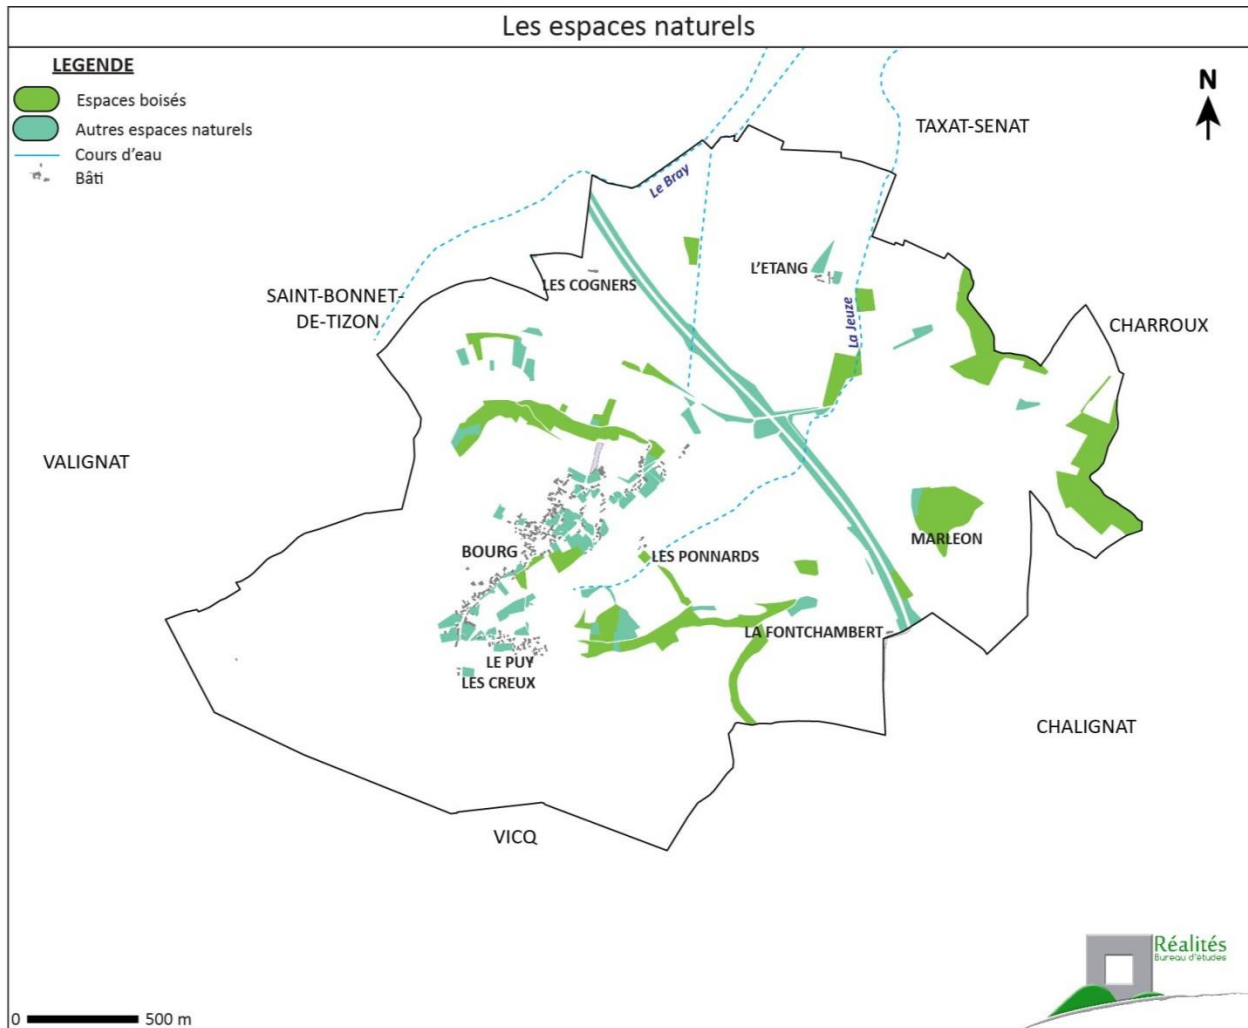 Les espaces naturels
LEGENDE
Espaces boisés
Autres espaces naturels
Cours d'eau
Bâti
N
TAXAT-SENAT
Le Bray
L'ETANG
LES COGNERS
SAINT-BONNET-
DE-TIZON
La Jeuze
CHARROUX
VALIGNAT
MARLEON
BOURG
LES PONNARDS
LA FONTCHAMBERT
LE PUY
LES CREUX
CHALIGNAT
VICQ
Réalités
Bureau d'études
0 500 m